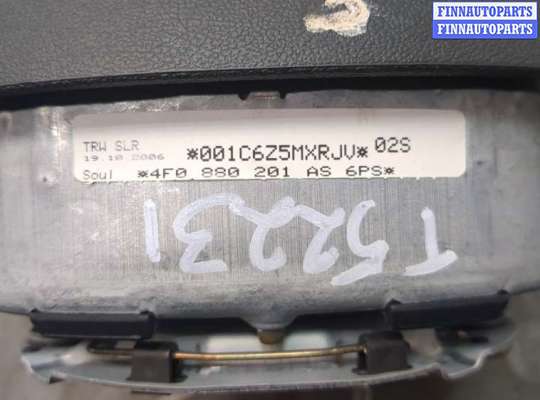 FINNAUTOPARTS
FINNAUTOPARTS
TRW SLR
19.10.2006
*001C6Z5MXRJV* 02S
Soul *4F0 880 201 AS 6PS*
T52231